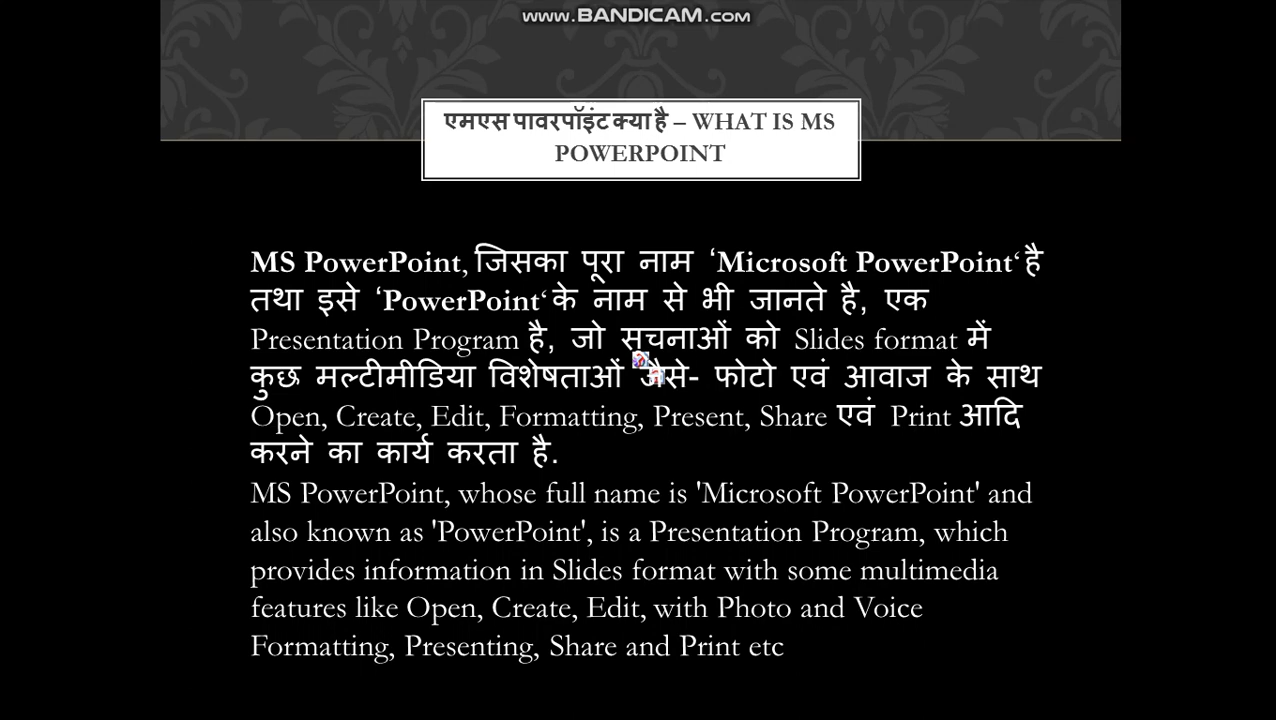 www.BANDICAM.com
एमएस पावरपॉइंट क्या है – WHAT IS MS
POWERPOINT
MS PowerPoint, जिसका पूरा नाम ‘Microsoft PowerPoint‘ है
तथा इसे ‘PowerPoint‘ के नाम से भी जानते है, एक
Presentation Program है, जो सूचनाओं को Slides format में
कुछ मल्टीमीडिया विशेषताओं जैसे- फोटो एवं आवाज के साथ
Open, Create, Edit, Formatting, Present, Share एवं Print आदि
करने का कार्य करता है.
MS PowerPoint, whose full name is 'Microsoft PowerPoint' and
also known as 'PowerPoint', is a Presentation Program, which
provides information in Slides format with some multimedia
features like Open, Create, Edit, with Photo and Voice
Formatting, Presenting, Share and Print etc